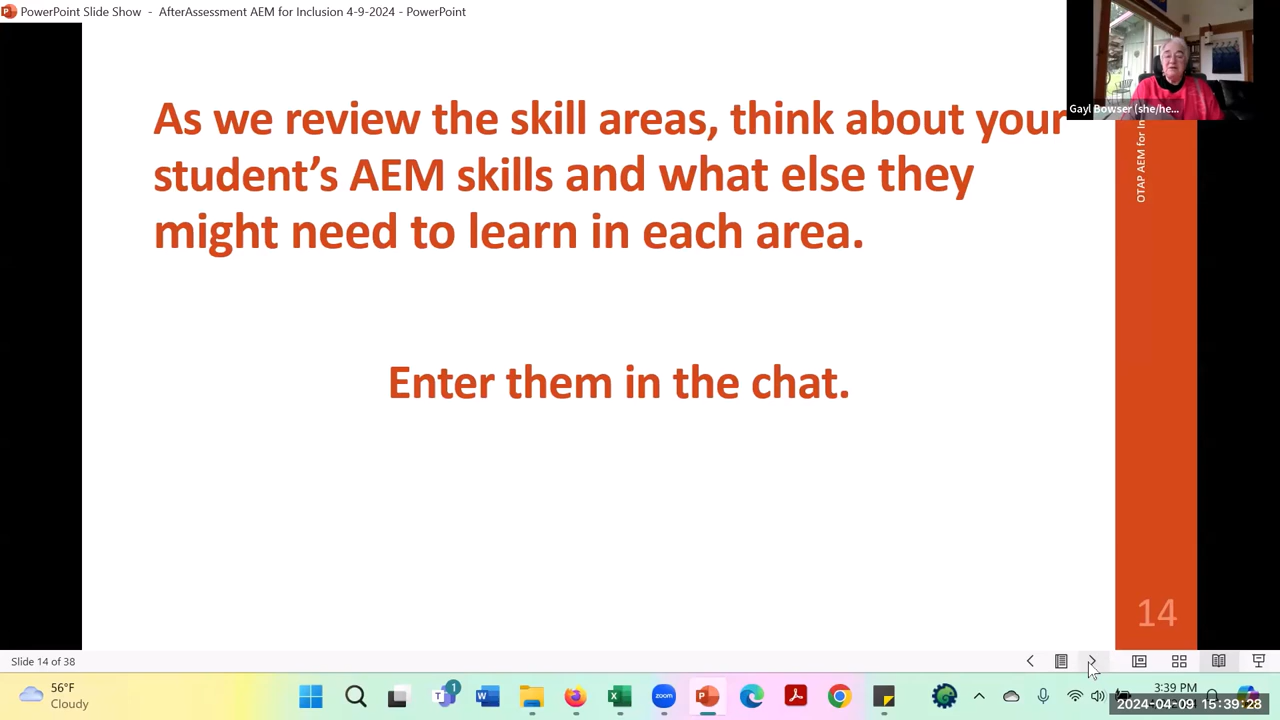 PowerPoint Slide Show - AfterAssessment AEM for Inclusion 4-9-2024 - PowerPoint
Gayl Bowser (she/he...
As we review the skill areas, think about your
student's AEM skills and what else they
might need to learn in each area.
Enter them in the chat.
OTAP AEM for In
14
Slide 14 of 38
56°F
Cloudy
1
3:39 PM
2024-04-09 15:39:28